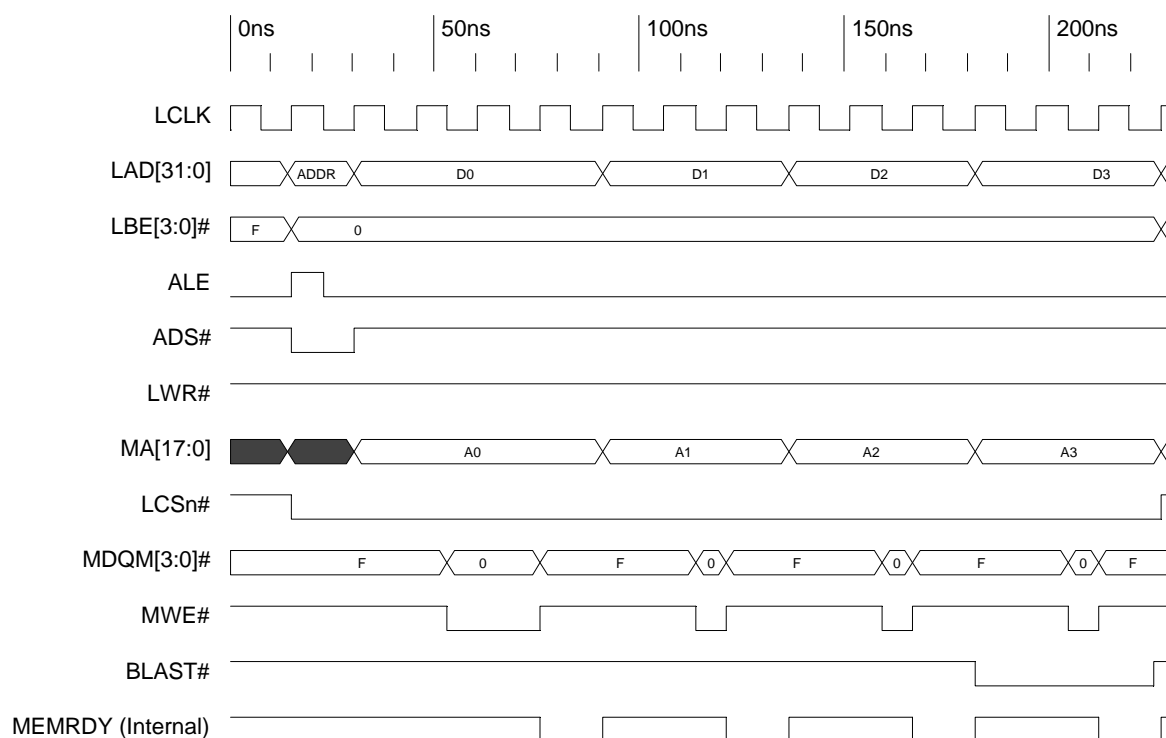 0ns 50ns 100ns 150ns 200ns
LCLK
LAD[31:0] ADDR D0 D1 D2 D3
LBE[3:0]# F 0
ALE
ADS#
LWR#
MA[17:0] A0 A1 A2 A3
LCSn#
MDQM[3:0]# F 0 F 0 F 0 F 0 F
MWE#
BLAST#
MEMRDY (Internal)